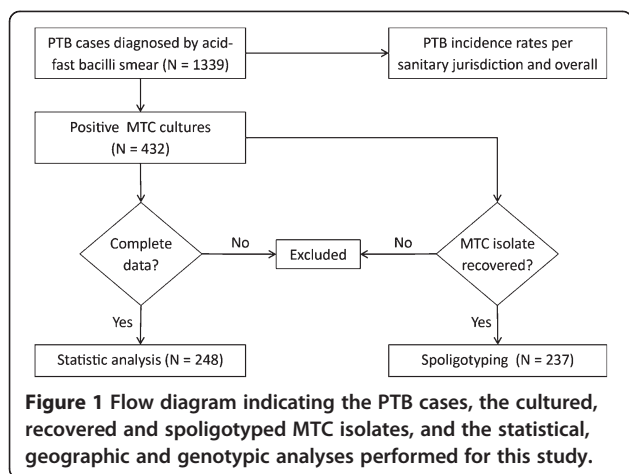 PTB cases diagnosed by acid-
fast bacilli smear (N = 1339)
PTB incidence rates per
sanitary jurisdiction and overall
Positive MTC cultures
(N = 432)
Complete
data?
No
Excluded
No
MTC isolate
recovered?
Yes
Yes
Statistic analysis (N = 248)
Spoligotyping (N = 237)
Figure 1 Flow diagram indicating the PTB cases, the cultured,
recovered and spoligotyped MTC isolates, and the statistical,
geographic and genotypic analyses performed for this study.